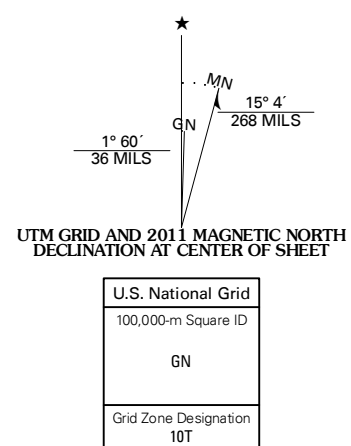 ★
MN
GN
15° 4´
268 MILS
1° 60´
36 MILS
UTM GRID AND 2011 MAGNETIC NORTH
DECLINATION AT CENTER OF SHEET
U.S. National Grid
100,000-m Square ID
GN
Grid Zone Designation
10T